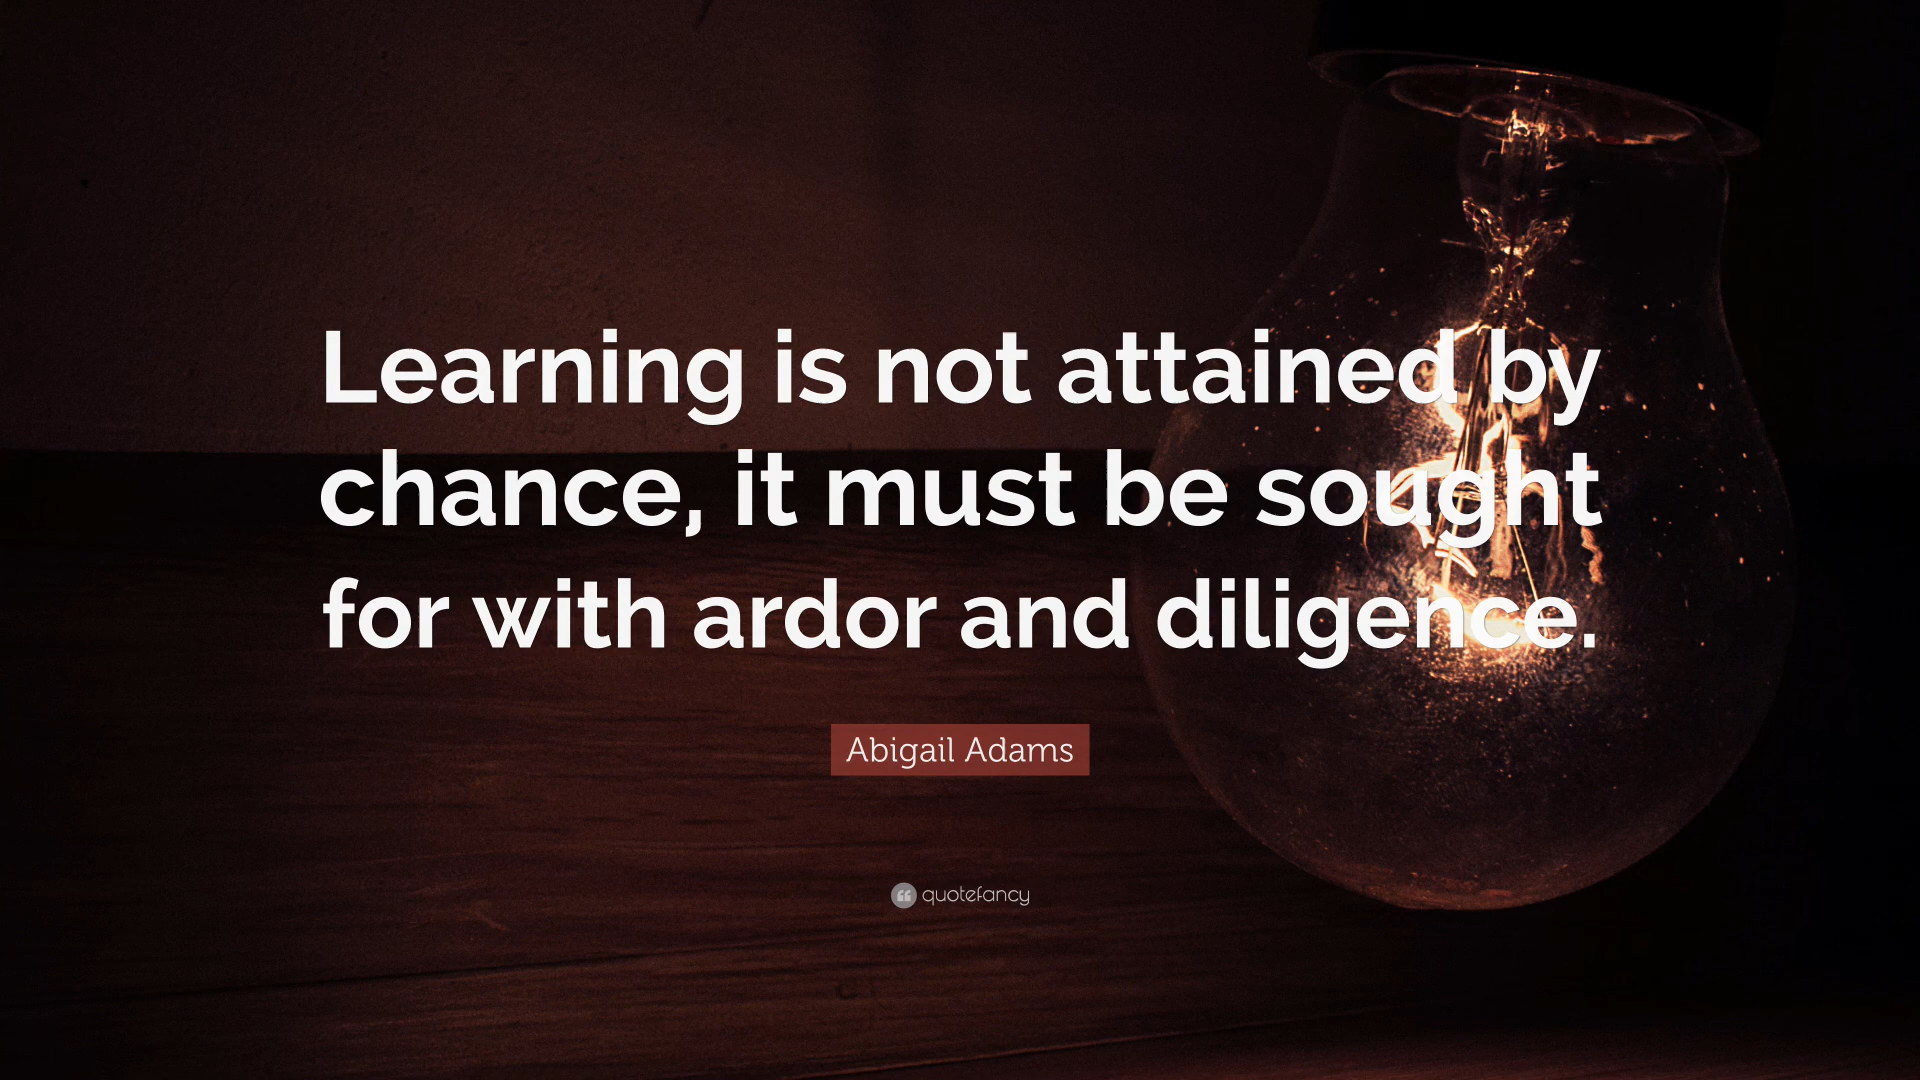 Learning is not attained by
chance, it must be sought
for with ardor and diligence.
Abigail Adams
quotefancy